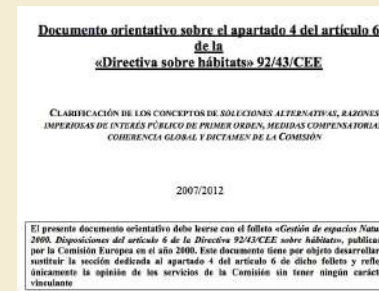 Documento orientativo sobre el apartado 4 del artículo 6
de la
«Directiva sobre hábitats» 92/43/CEE
CLARIFICACIÓN DE LOS CONCEPTOS DE SOLUCIONES ALTERNATIVAS, RAZONES
IMPERIOSAS DE INTERÉS PÚBLICO DE PRIMER ORDEN, MEDIDAS COMPENSATORIA
COHERENCIA GLOBAL Y DICTAMEN DE LA COMISIÓN
2007/2012
El presente documento orientativo debe leerse con el folleto «Gestión de espacios Natu
2000. Disposiciones del artículo 6 de la Directiva 92/43/CEE sobre hábitats», publica
por la Comisión Europea en el año 2000. Este documento tiene por objeto desarrollar
sustituir la sección dedicada al apartado 4 del artículo 6 de dicho folleto y refle
únicamente la opinión de los servicios de la Comisión sin tener ningún caráct
vinculante